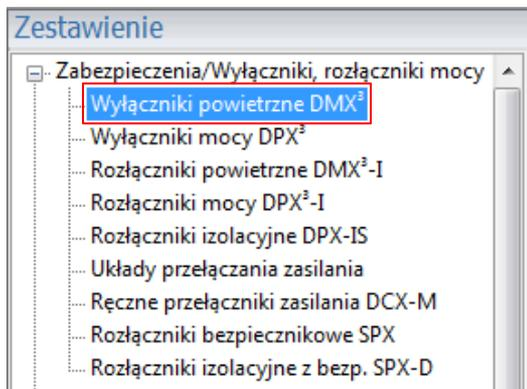 Zestawienie
Zabezpieczenia/Wyłączniki, rozłączniki mocy
Wyłączniki powietrzne DMX³
Wyłączniki mocy DPX³
Rozłączniki powietrzne DMX³-I
Rozłączniki mocy DPX³-I
Rozłączniki izolacyjne DPX-IS
Układy przełączania zasilania
Ręczne przełączniki zasilania DCX-M
Rozłączniki bezpiecznikowe SPX
Rozłączniki izolacyjne z bezp. SPX-D